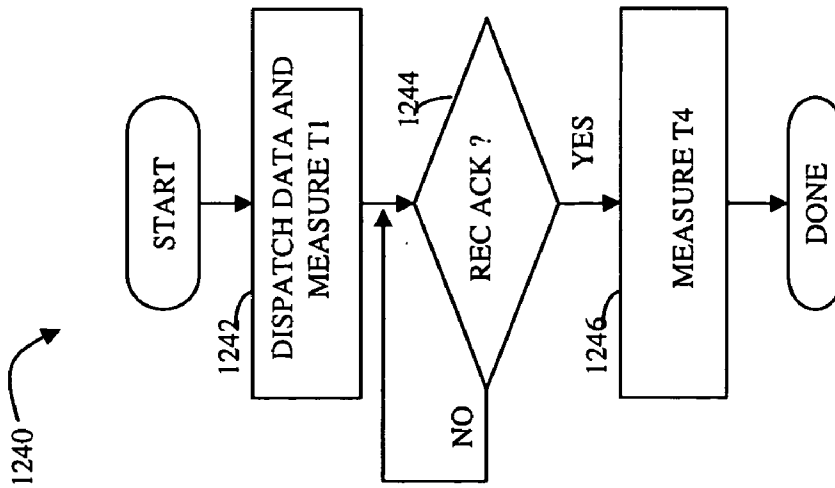 1240
START
1242
DISPATCH DATA AND
MEASURE T1
1244
REC ACK ?
NO
YES
1246
MEASURE T4
DONE